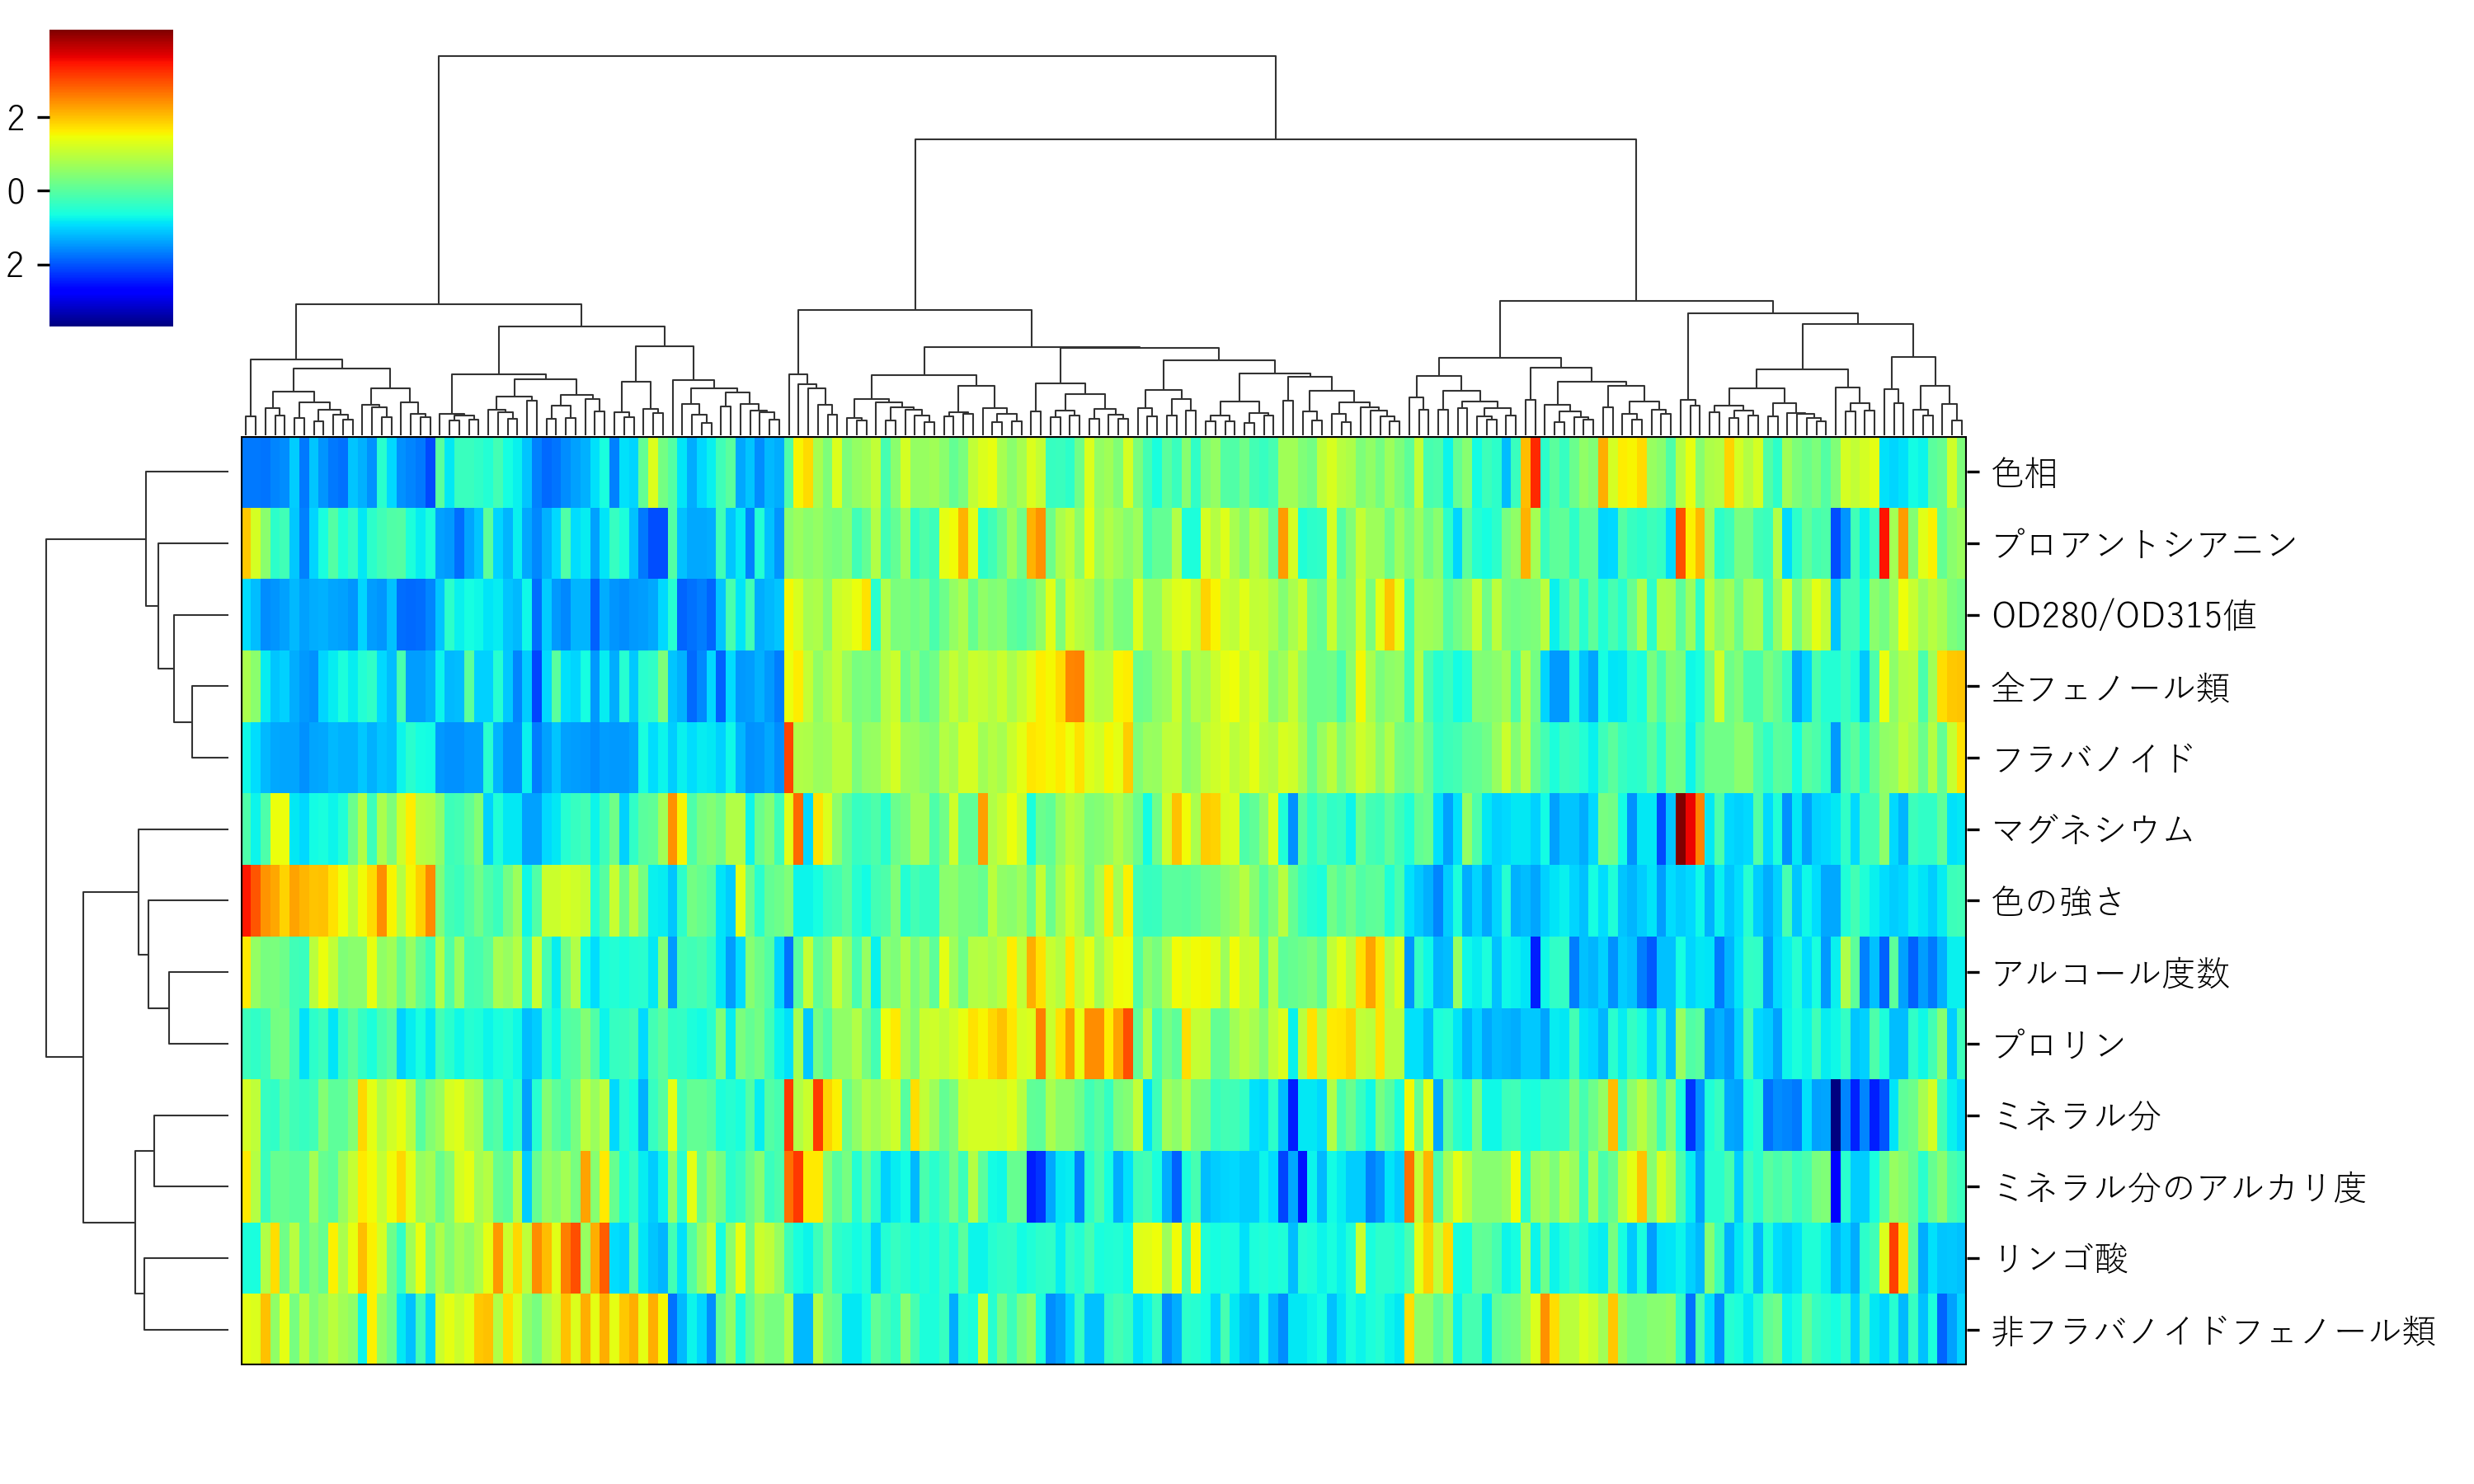 2
0
2
色相
プロアントシアニン
OD280/OD315値
全フェノール類
フラバノイド
マグネシウム
色の強さ
アルコール度数
プロリン
ミネラル分
ミネラル分のアルカリ度
リンゴ酸
非フラバノイドフェノール類